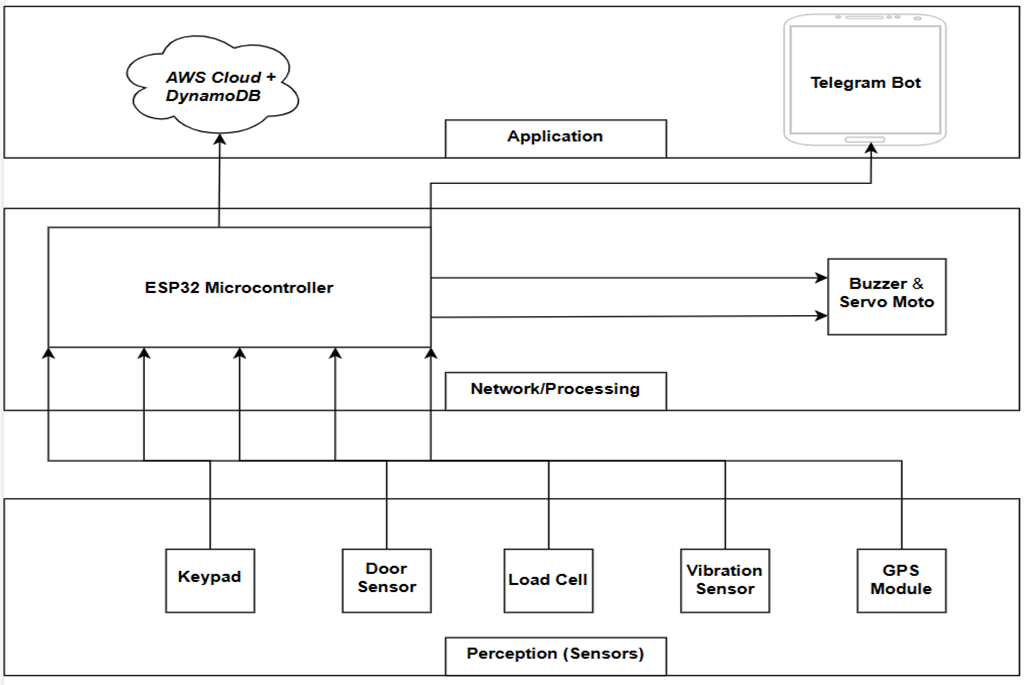 AWS Cloud +
DynamoDB
Telegram Bot
Application
ESP32 Microcontroller
Buzzer &
Servo Moto
Network/Processing
Keypad
Door
Sensor
Load Cell
Vibration
Sensor
GPS
Module
Perception (Sensors)